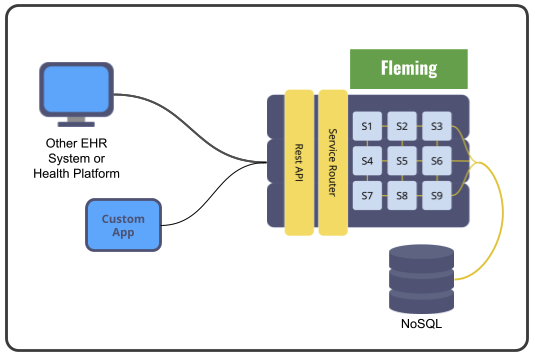 Fleming
Other EHR
System or
Health Platform
Custom
App
Rest API
Service Router
S1 S2 S3
S4 S5 S6
S7 S8 S9
NoSQL